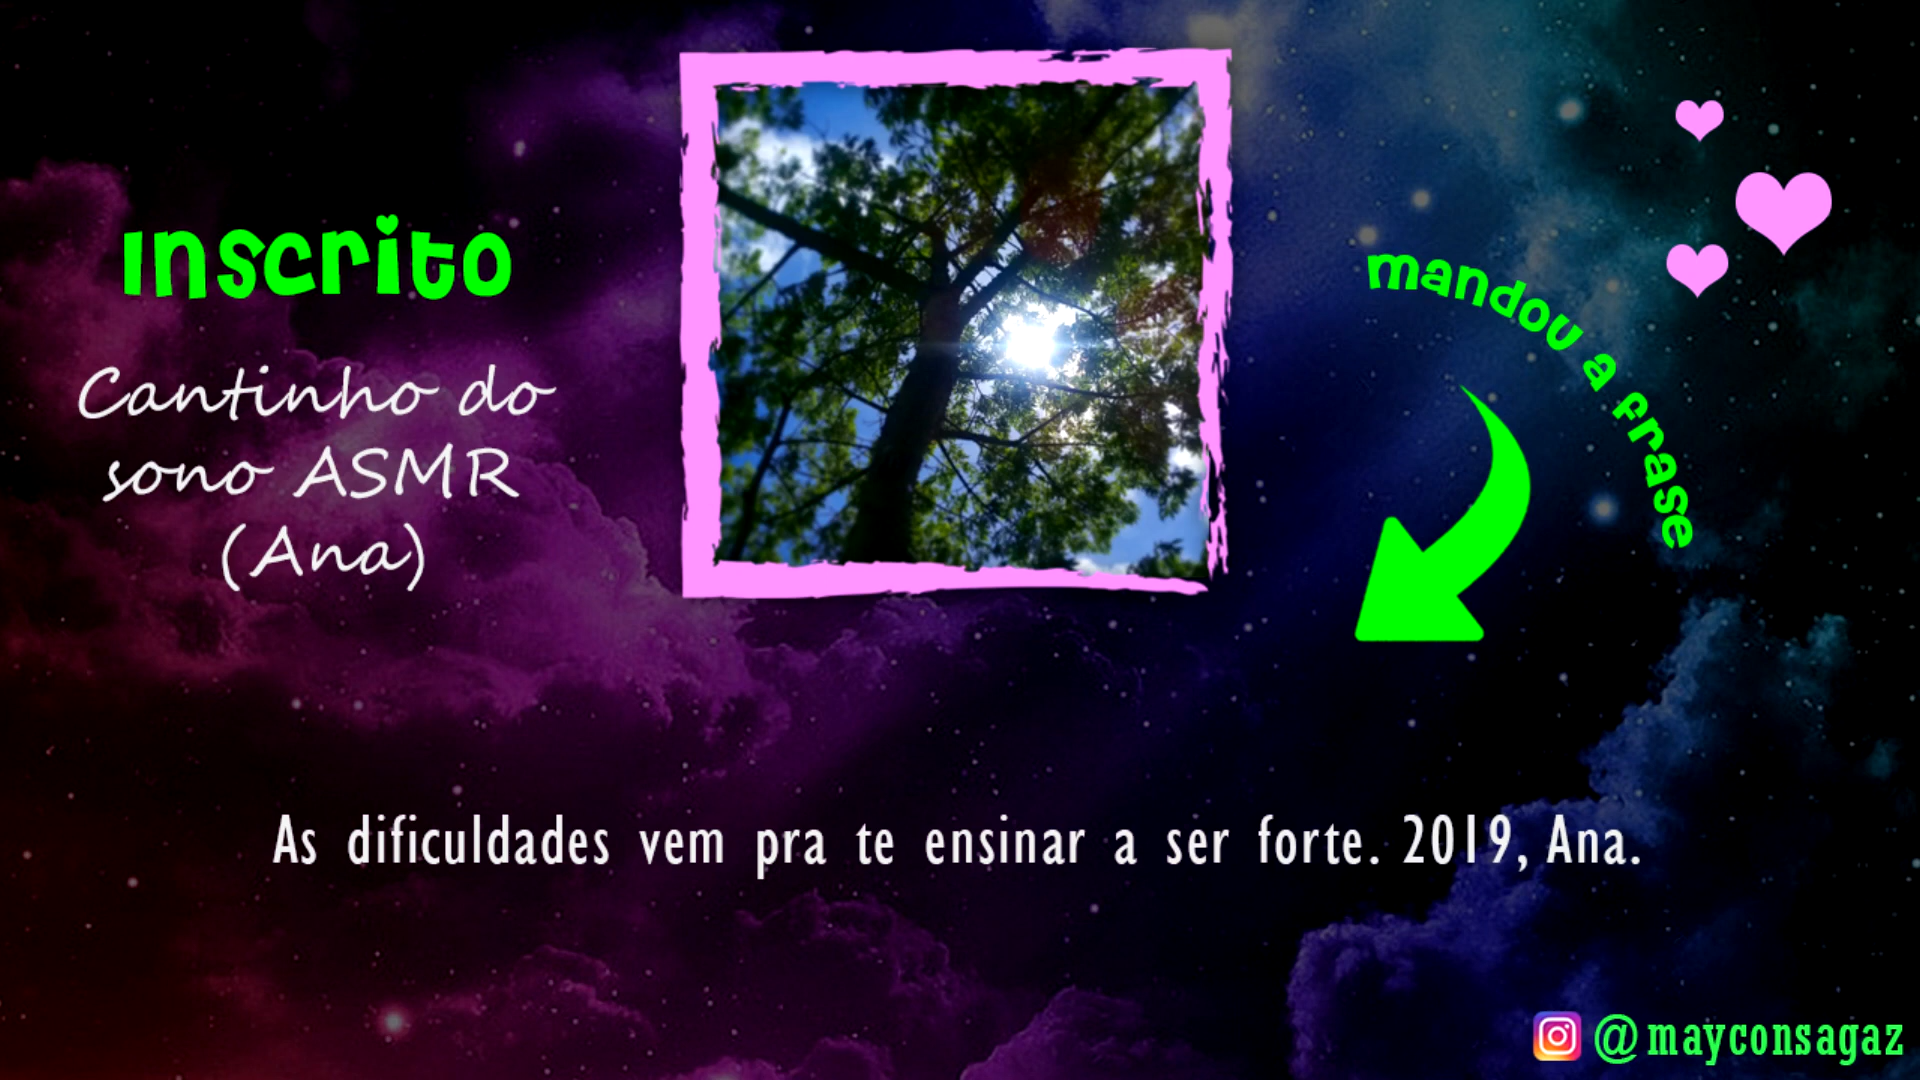 Inscrito
Cantinho do
sono ASMR
(Ana)
mandou a frase
As dificuldades vem pra te ensinar a ser forte. 2019, Ana.
@mayconsagaz